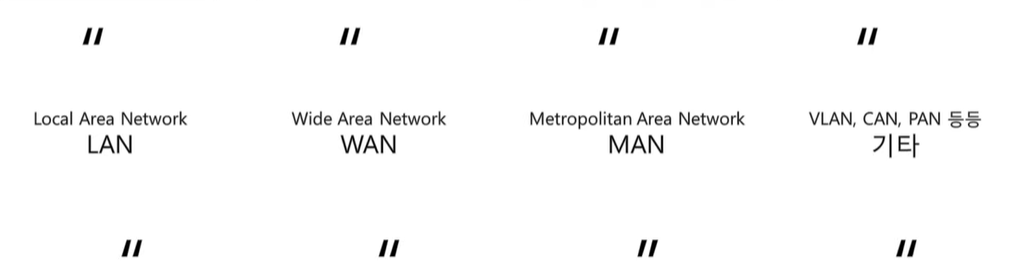 "
"
"
"
Local Area Network
LAN
Wide Area Network
WAN
Metropolitan Area Network
MAN
VLAN, CAN, PAN 등등
기타
"
"
"
"